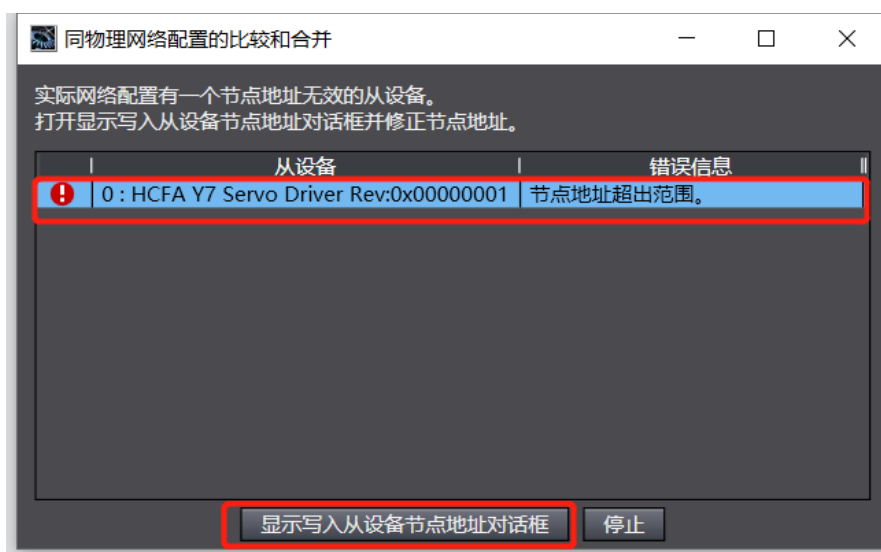 同物理网络配置的比较和合并
实际网络配置有一个节点地址无效的从设备。
打开显示写入从设备节点地址对话框并修正节点地址。
从设备 错误信息
0 : HCFA Y7 Servo Driver Rev:0x00000001 节点地址超出范围。
显示写入从设备节点地址对话框 停止